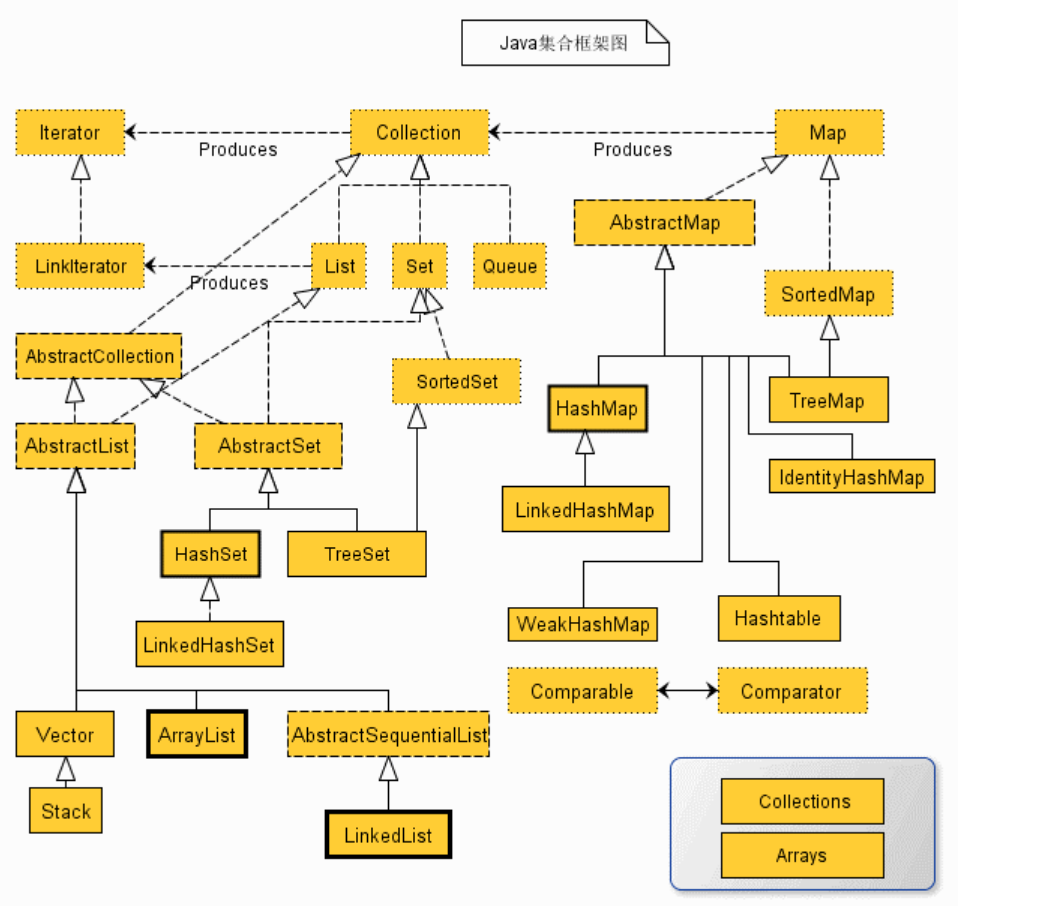 Java集合框架图
Iterator
Produces
Collection
Produces
Map
AbstractMap
LinkIterator
Produces
List
Set
Queue
SortedMap
AbstractCollection
SortedSet
HashMap
TreeMap
AbstractList
AbstractSet
IdentityHashMap
LinkedHashMap
HashSet
TreeSet
WeakHashMap
Hashtable
LinkedHashSet
Comparable
Comparator
Vector
ArrayList
AbstractSequentialList
Stack
LinkedList
Collections
Arrays